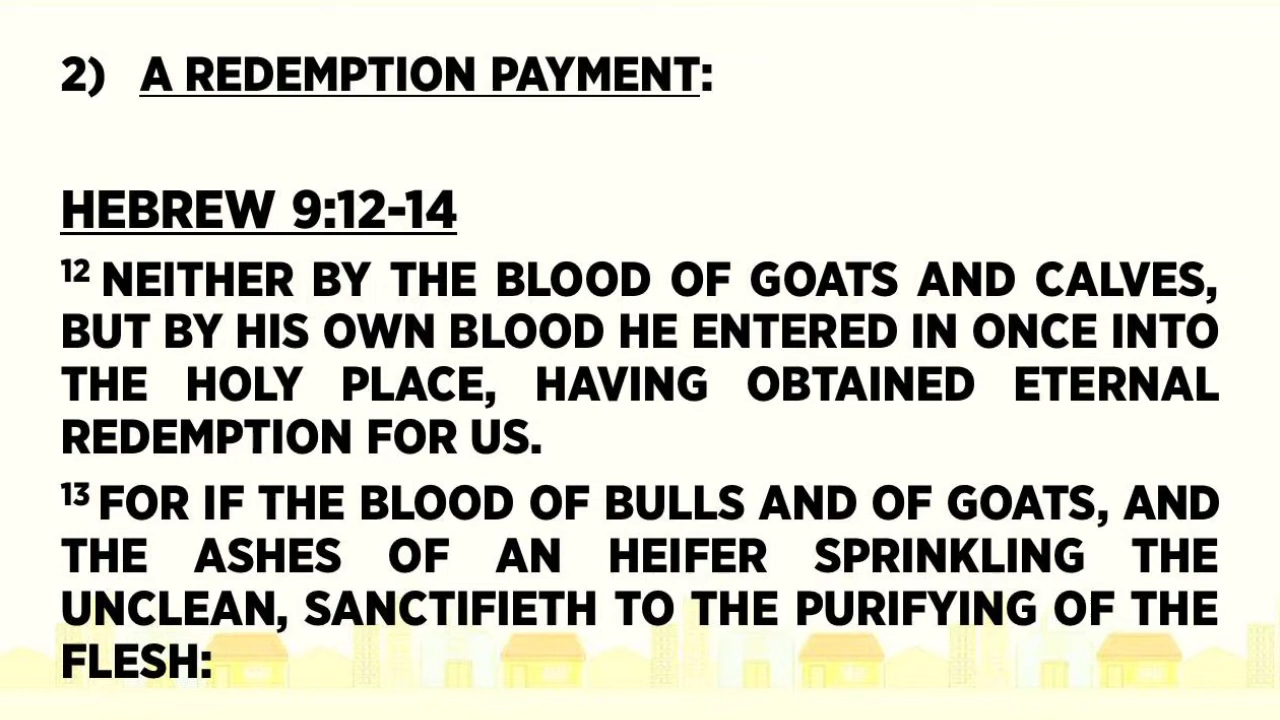 2) A REDEMPTION PAYMENT:
HEBREW 9:12-14
12 NEITHER BY THE BLOOD OF GOATS AND CALVES,
BUT BY HIS OWN BLOOD HE ENTERED IN ONCE INTO
THE HOLY PLACE, HAVING OBTAINED ETERNAL
REDEMPTION FOR US.
13 FOR IF THE BLOOD OF BULLS AND OF GOATS, AND
THE ASHES OF AN HEIFER SPRINKLING THE
UNCLEAN, SANCTIFIETH TO THE PURIFYING OF THE
FLESH: